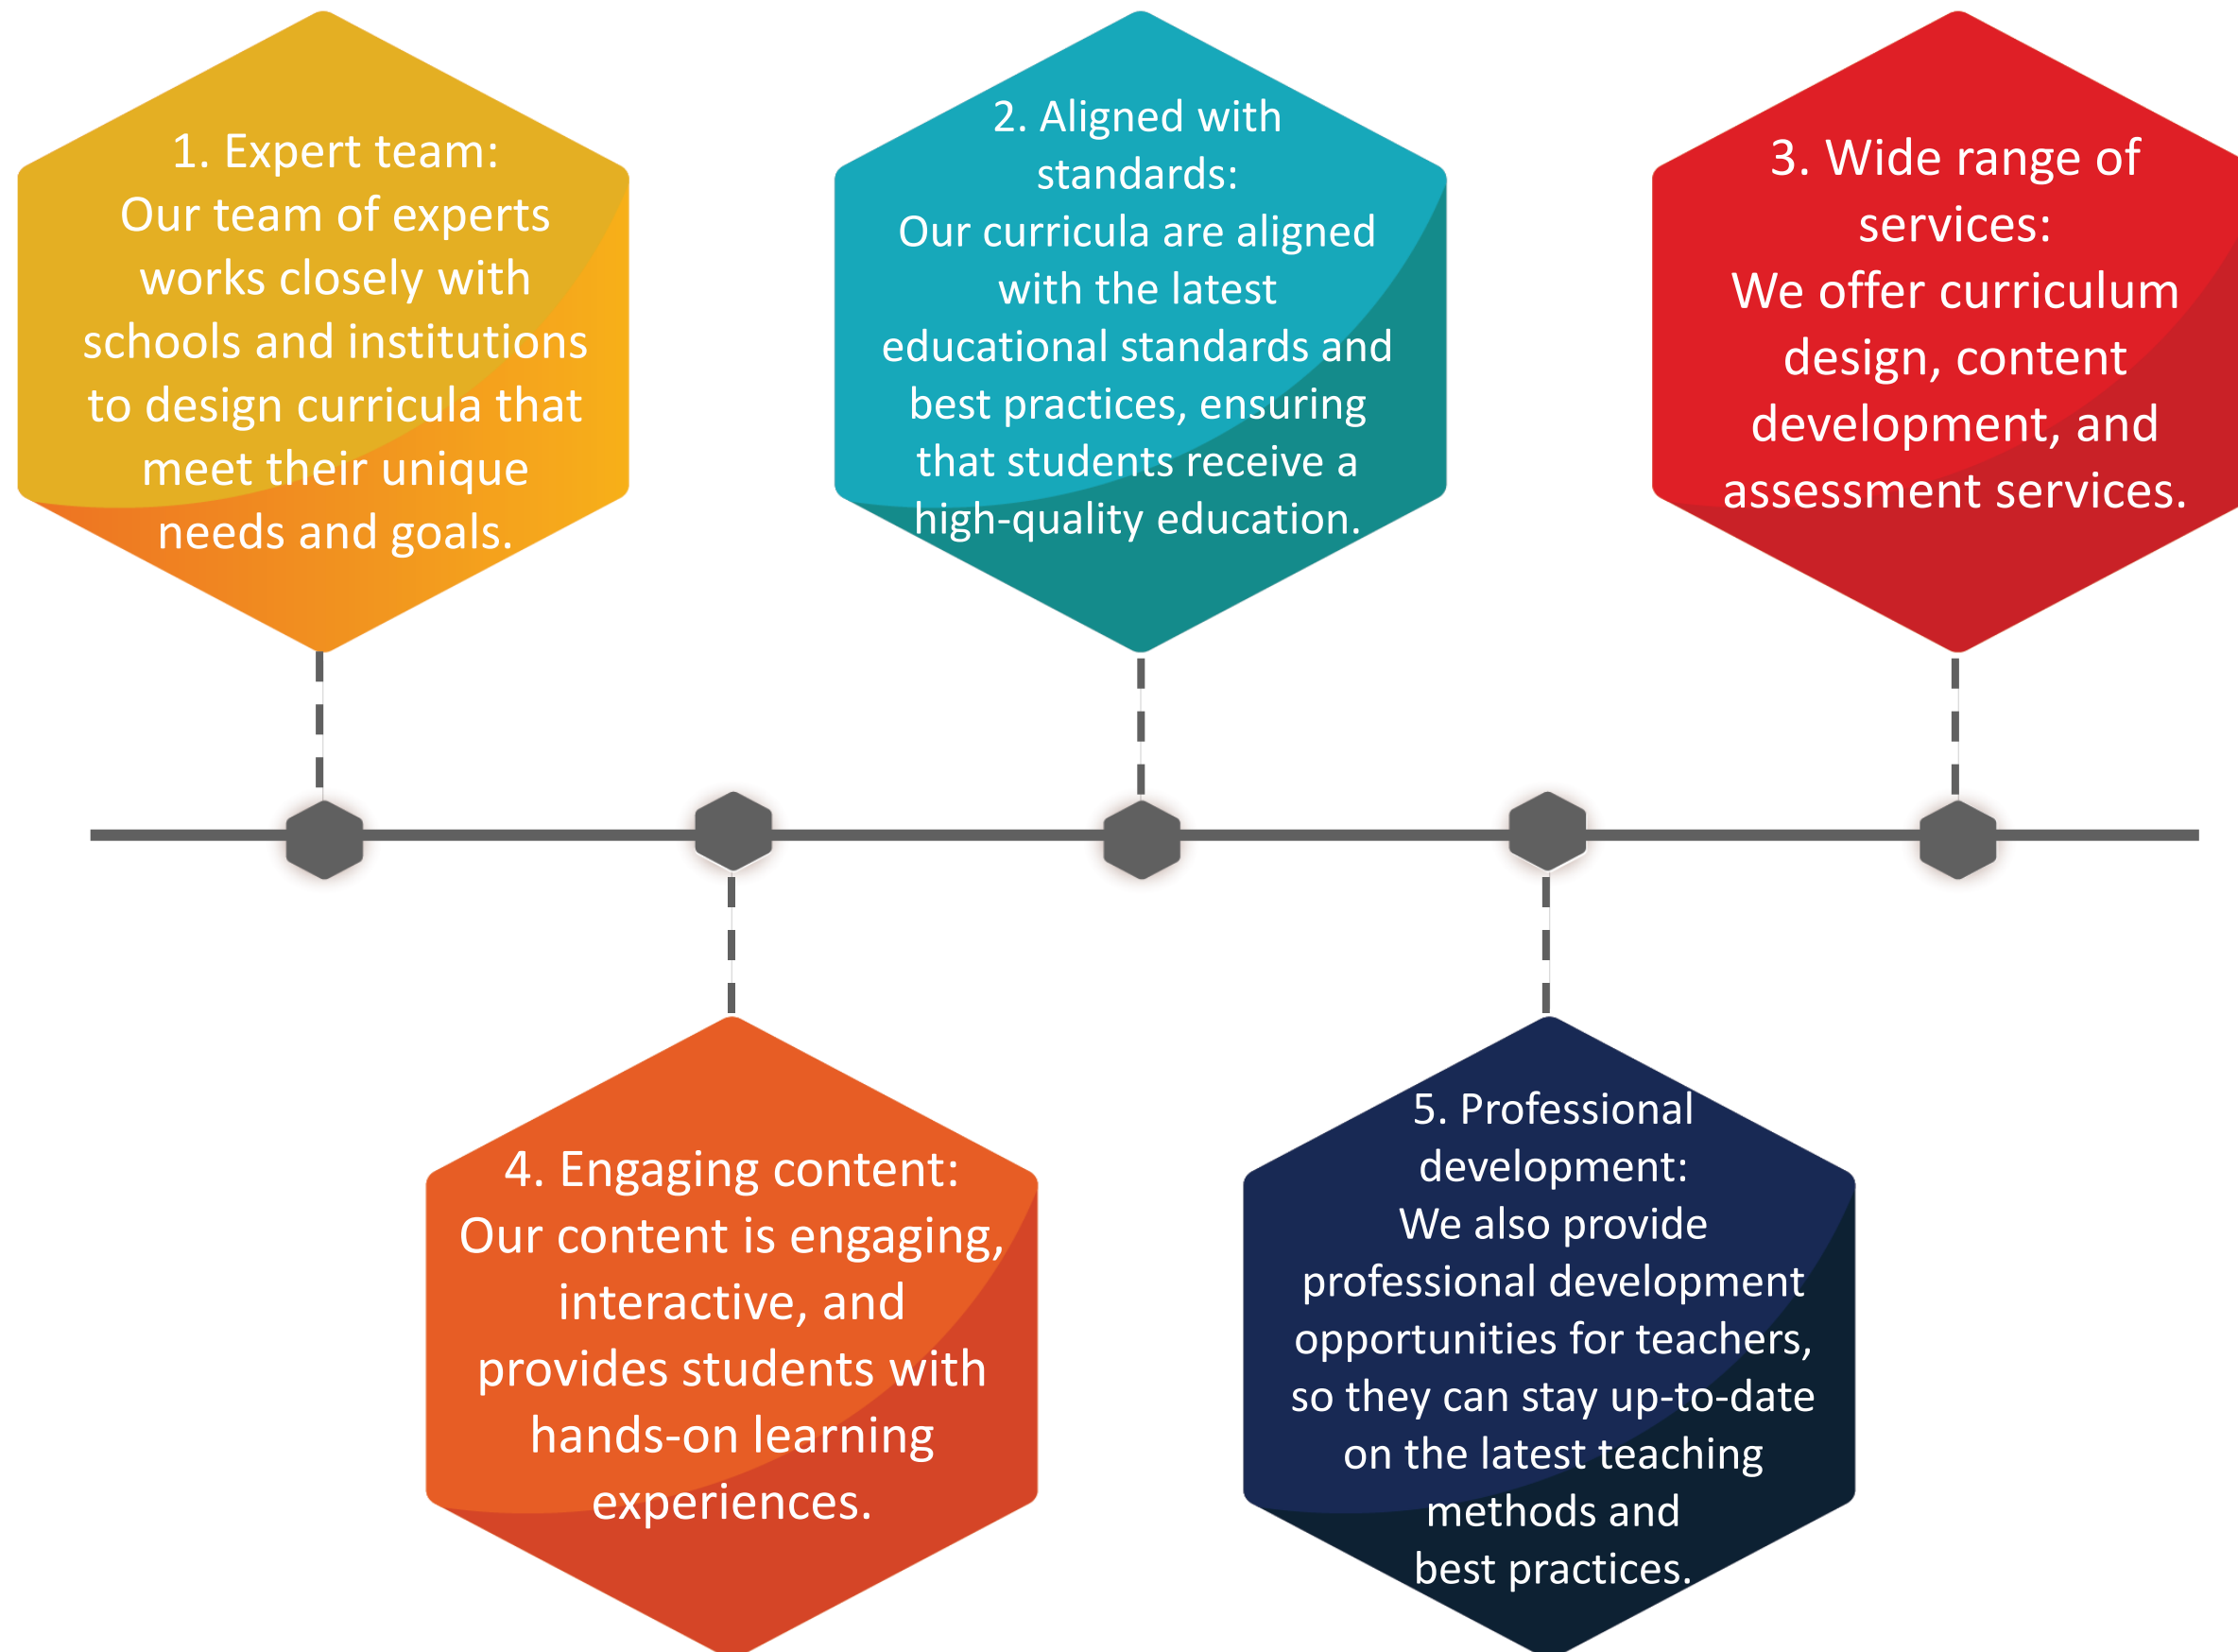 1. Expert team:
Our team of experts
works closely with
schools and institutions
to design curricula that
meet their unique
needs and goals.
2. Aligned with
standards:
Our curricula are aligned
with the latest
educational standards and
best practices, ensuring
that students receive a
high-quality education.
3. Wide range of
services:
We offer curriculum
design, content
development, and
assessment services.
4. Engaging content:
Our content is engaging,
interactive, and
provides students with
hands-on learning
experiences.
5. Professional
development:
We also provide
professional development
opportunities for teachers,
so they can stay up-to-date
on the latest teaching
methods and
best practices.